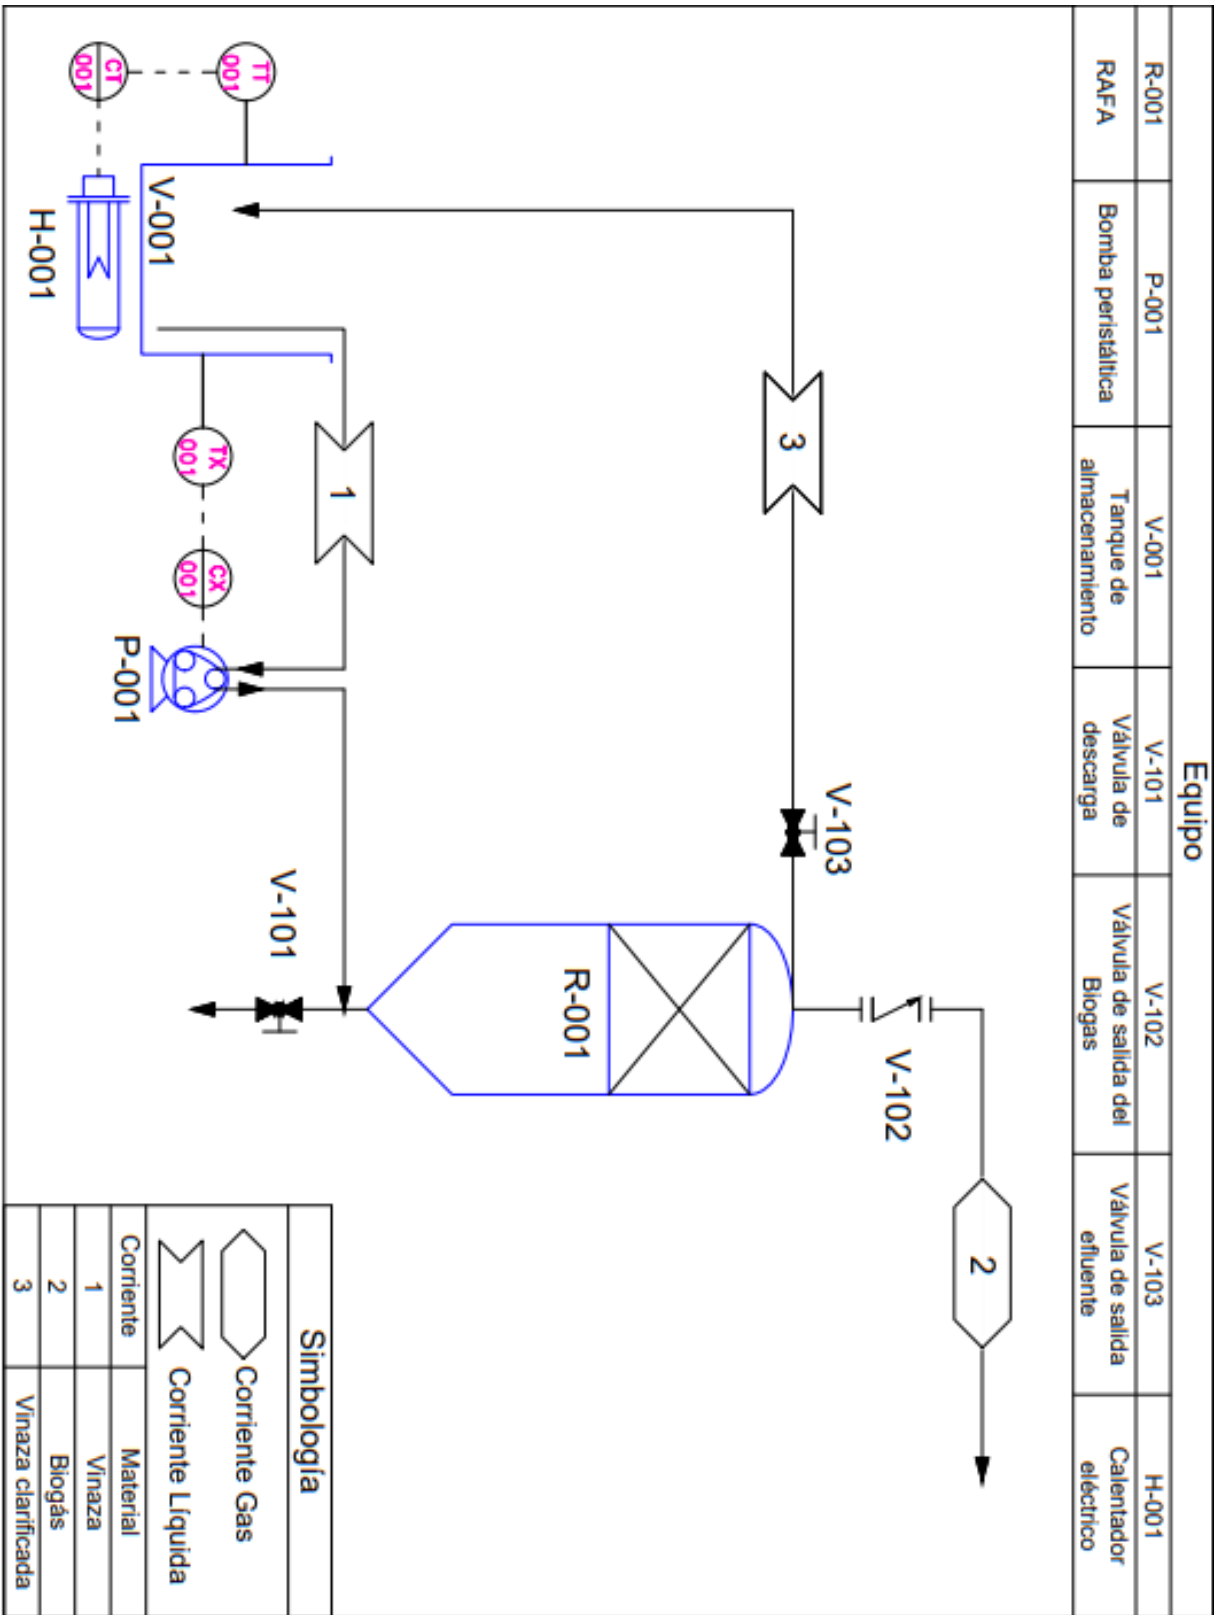 Equipo
R-001
P-001
V-001
V-101
V-102
V-103
H-001
RAFA
Bomba peristáltica
Tanque de
almacenamiento
Válvula de
descarga
Válvula de salida del
Biogas
Válvula de salida
efluente
Calentador
eléctrico
2
V-102
V-103
3
R-001
1
V-101
TT
001
CT
001
V-001
H-001
TX
001
CX
001
P-001
Simbología
Corriente Gas
Corriente Líquida
Corriente
Material
1
Vinaza
2
Biogás
3
Vinaza clarificada